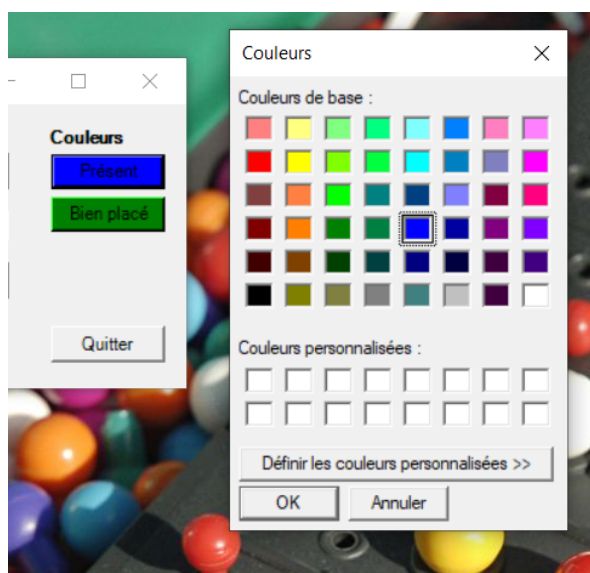 Couleurs
Présent
Bien placé
Quitter
Couleurs
Couleurs de base :
Couleurs personnalisées :
Définir les couleurs personnalisées >>
OK
Annuler